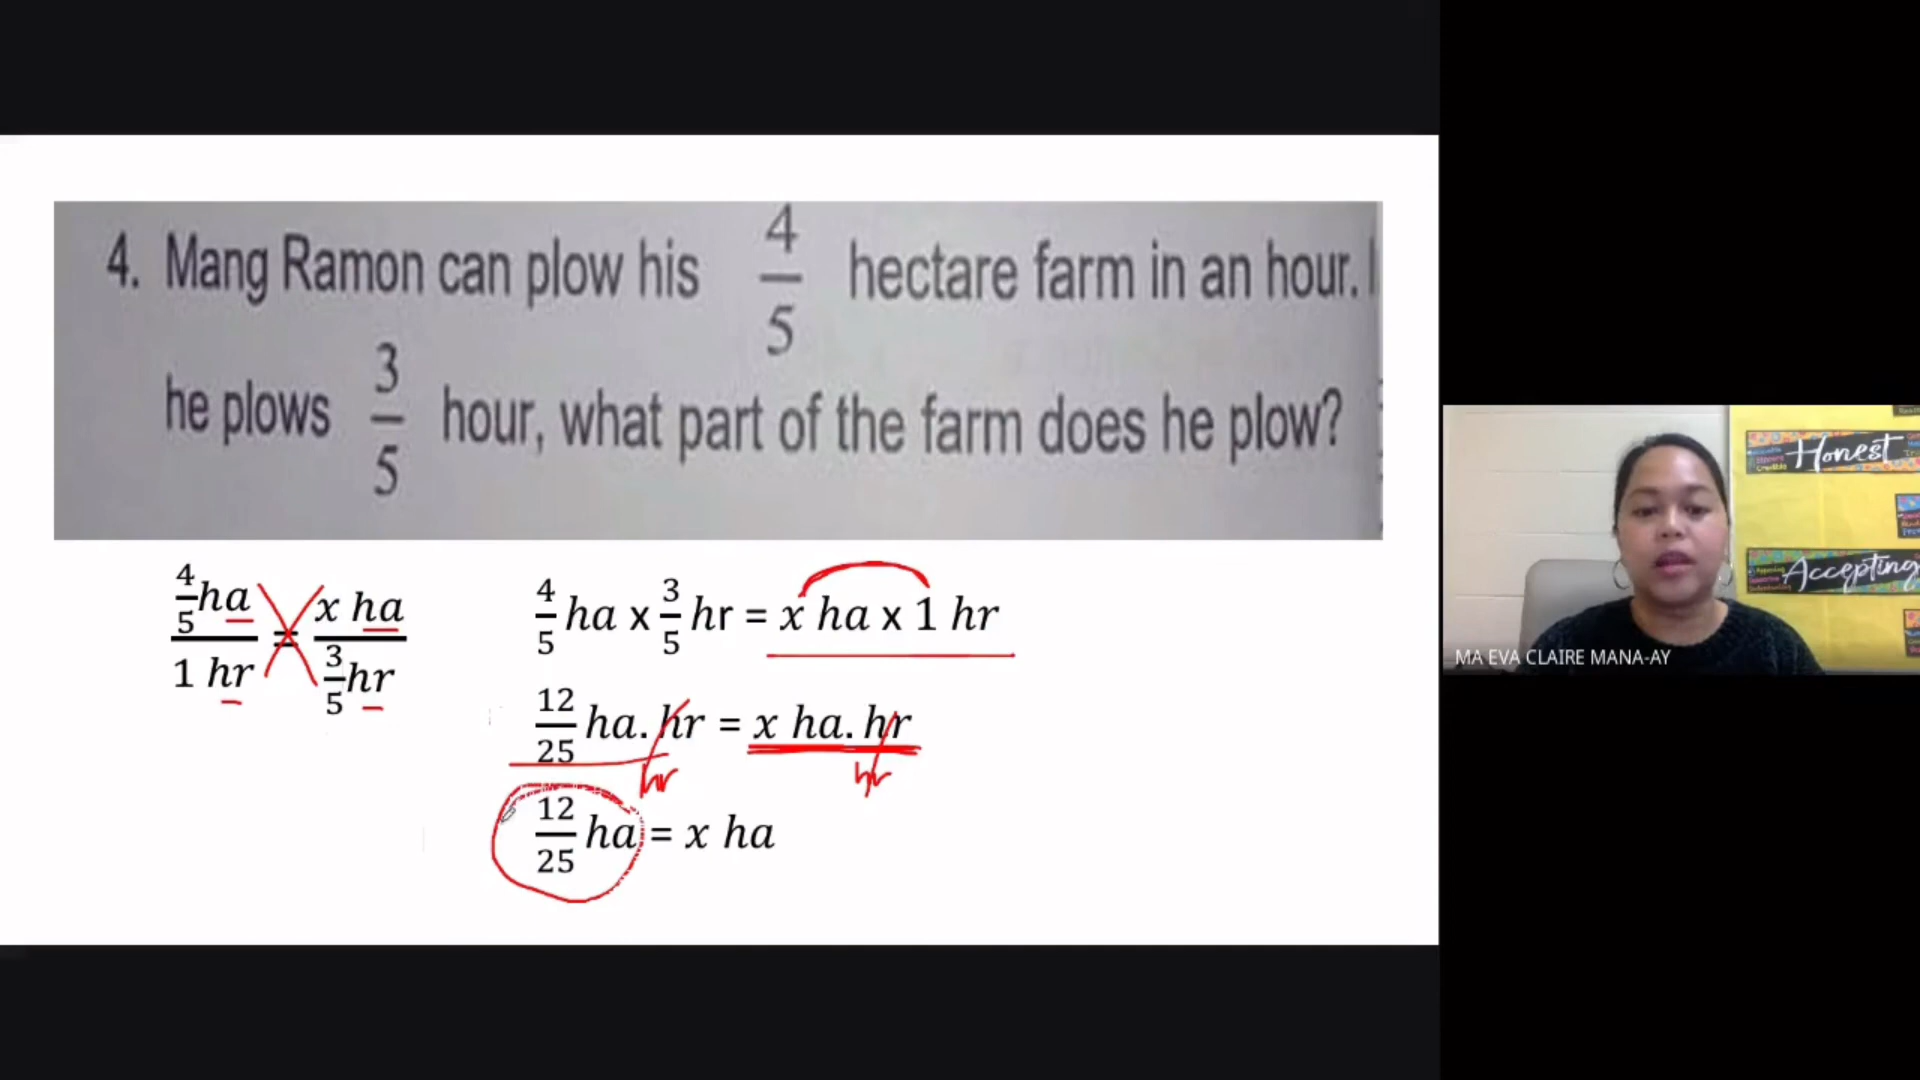 4. Mang Ramon can plow his 4/5 hectare farm in an hour.
he plows 3/5 hour, what part of the farm does he plow?
4/5 ha / 1 hr = x ha / 3/5 hr
4/5 ha x 3/5 hr = x ha x 1 hr
12/25 ha. hr = x ha. hr
hr hr
12/25 ha = x ha
Honest
Accepting
MA EVA CLAIRE MANA-AY